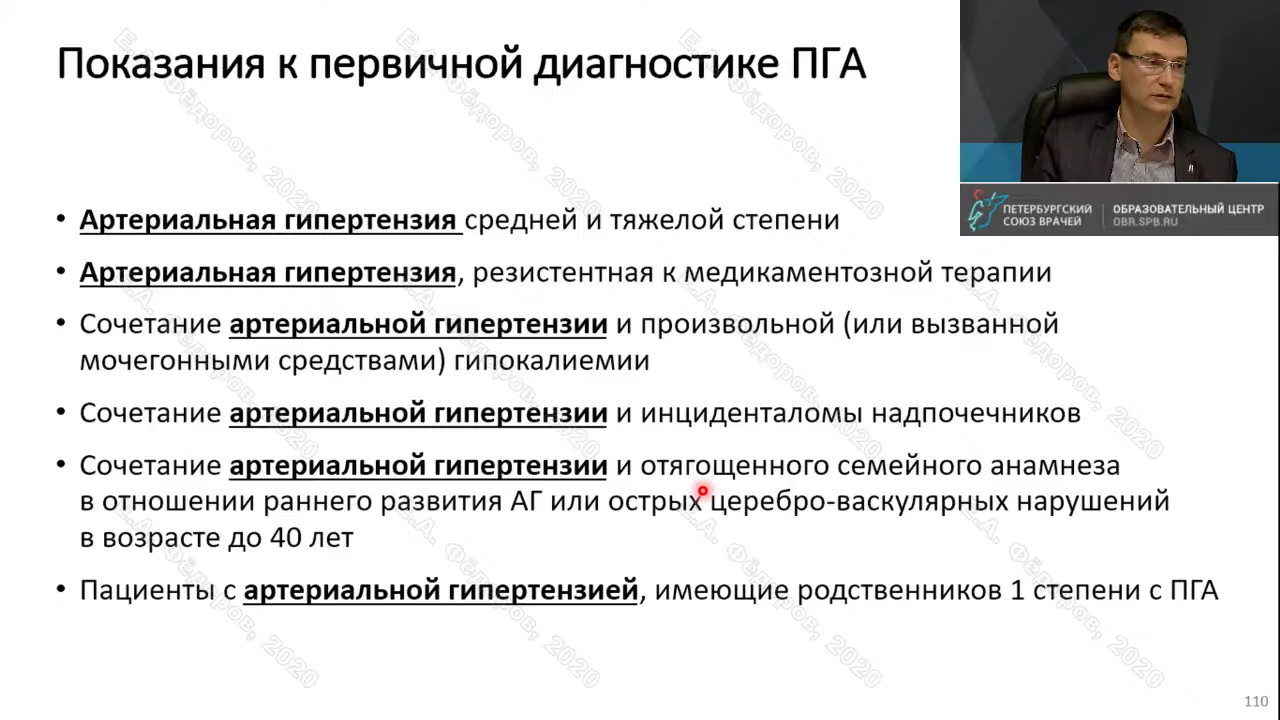 Показания к первичной диагностике ПГА
ПЕТЕРБУРГСКИЙ
СОЮЗ ВРАЧЕЙ
ОБРАЗОВАТЕЛЬНЫЙ ЦЕНТР
OBR.SPB.RU
• Артериальная гипертензия средней и тяжелой степени
• Артериальная гипертензия, резистентная к медикаментозной терапии
• Сочетание артериальной гипертензии и произвольной (или вызванной
мочегонными средствами) гипокалиемии
• Сочетание артериальной гипертензии и инциденталомы надпочечников
• Сочетание артериальной гипертензии и отягощенного семейного анамнеза
в отношении раннего развития АГ или острых церебро-васкулярных нарушений
в возрасте до 40 лет
• Пациенты с артериальной гипертензией, имеющие родственников 1 степени с ПГА
Е.А. Фёдоров, 2020
110